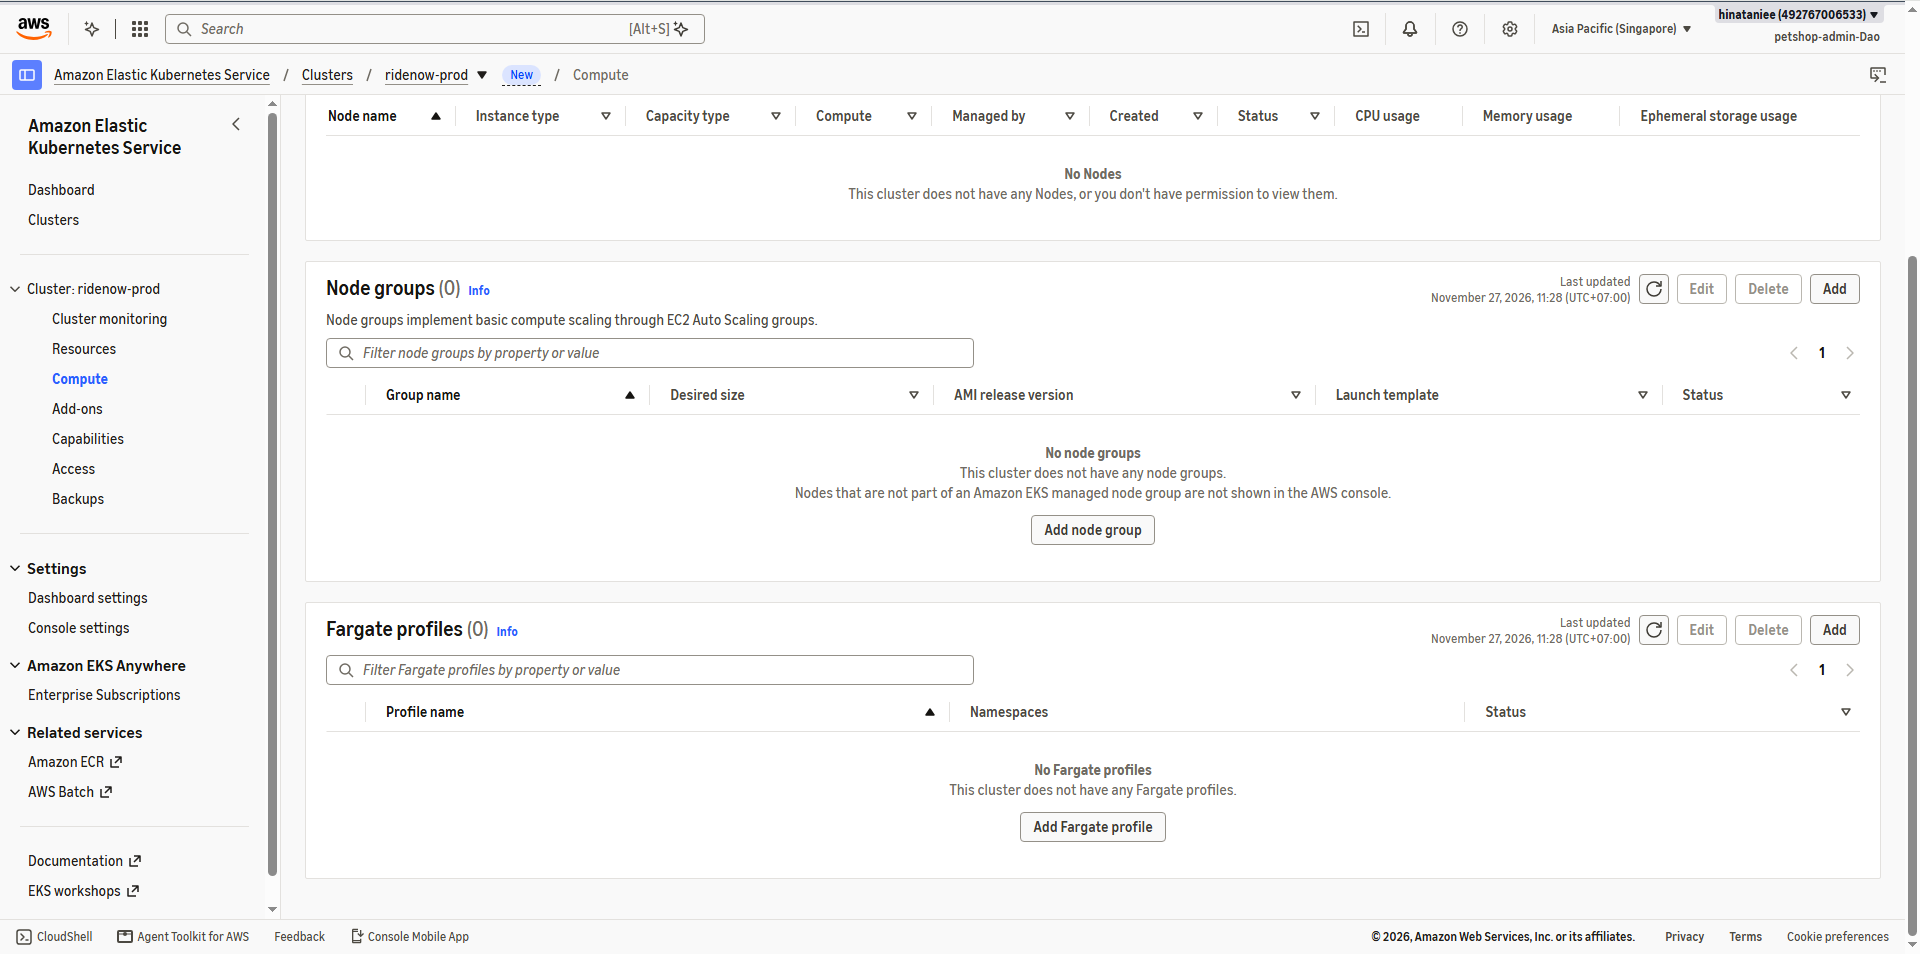 aws
Search
[Alt+S]
Asia Pacific (Singapore)
hinataniee (492767006533)
petshop-admin-Dao
Amazon Elastic Kubernetes Service / Clusters / ridenow-prod New / Compute
Amazon Elastic
Kubernetes Service
Dashboard
Clusters
Cluster: ridenow-prod
Cluster monitoring
Resources
Compute
Add-ons
Capabilities
Access
Backups
Settings
Dashboard settings
Console settings
Amazon EKS Anywhere
Enterprise Subscriptions
Related services
Amazon ECR
AWS Batch
Documentation
EKS workshops
Node name Instance type Capacity type Compute Managed by Created Status CPU usage Memory usage Ephemeral storage usage
No Nodes
This cluster does not have any Nodes, or you don't have permission to view them.
Node groups (0) Info
Last updated
November 27, 2026, 11:28 (UTC+07:00)
Edit Delete Add
Node groups implement basic compute scaling through EC2 Auto Scaling groups.
Filter node groups by property or value
1
Group name Desired size AMI release version Launch template Status
No node groups
This cluster does not have any node groups.
Nodes that are not part of an Amazon EKS managed node group are not shown in the AWS console.
Add node group
Fargate profiles (0) Info
Last updated
November 27, 2026, 11:28 (UTC+07:00)
Edit Delete Add
Filter Fargate profiles by property or value
1
Profile name Namespaces Status
No Fargate profiles
This cluster does not have any Fargate profiles.
Add Fargate profile
CloudShell Agent Toolkit for AWS Feedback Console Mobile App
© 2026, Amazon Web Services, Inc. or its affiliates. Privacy Terms Cookie preferences